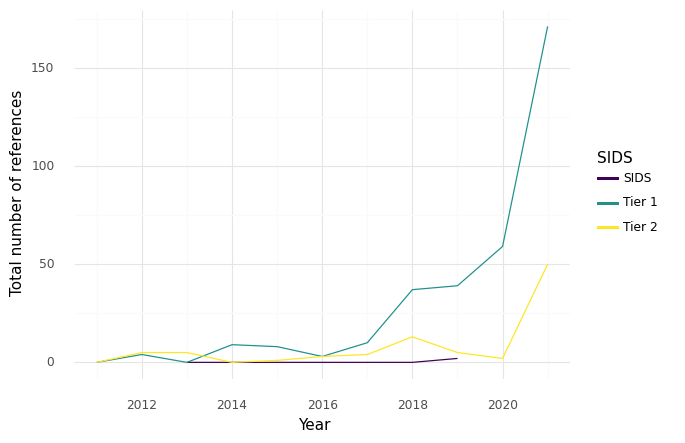 Total number of references
150
100
50
0
2012 2014 2016 2018 2020
Year
SIDS
SIDS
Tier 1
Tier 2